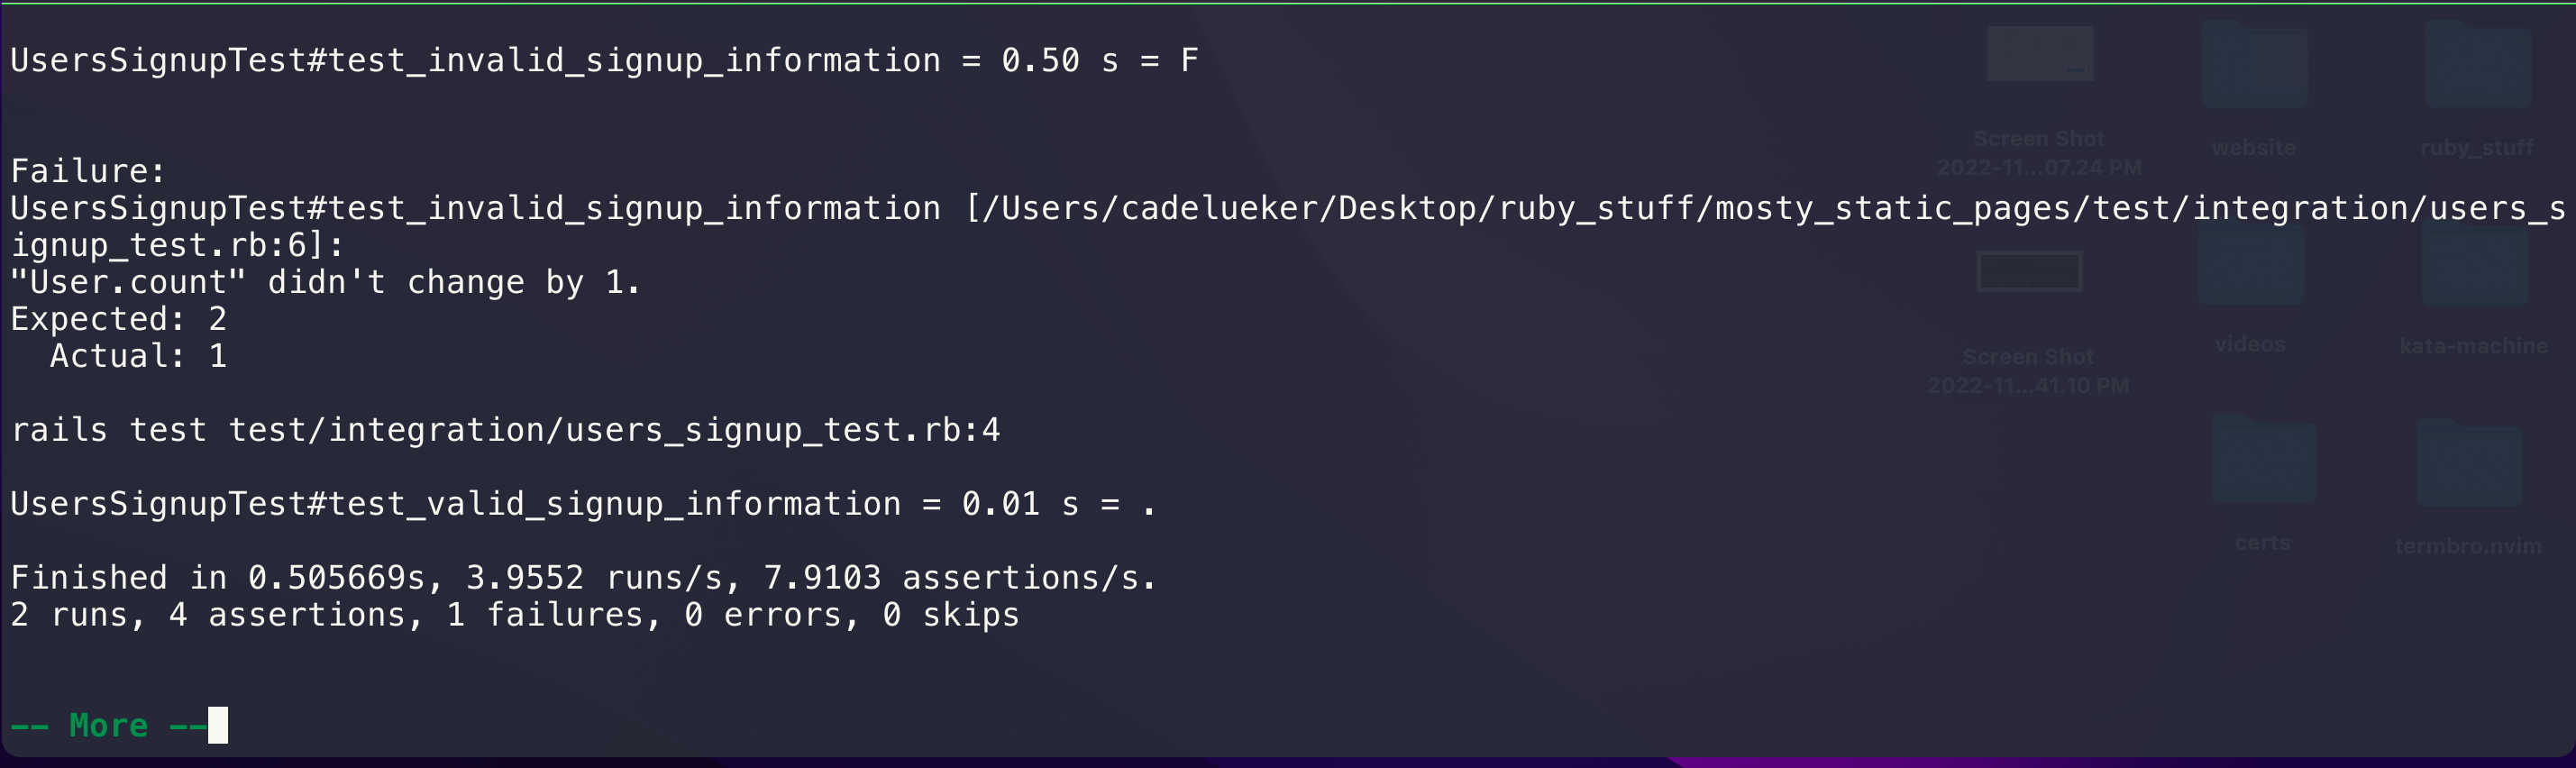 UsersSignupTest#test_invalid_signup_information = 0.50 s = F
Failure:
UsersSignupTest#test_invalid_signup_information [/Users/cadelueker/Desktop/ruby_stuff/mosty_static_pages/test/integration/users_s
ignup_test.rb:6]:
"User.count" didn't change by 1.
Expected: 2
  Actual: 1
rails test test/integration/users_signup_test.rb:4
UsersSignupTest#test_valid_signup_information = 0.01 s = .
Finished in 0.505669s, 3.9552 runs/s, 7.9103 assertions/s.
2 runs, 4 assertions, 1 failures, 0 errors, 0 skips
-- More --
Screen Shot
2022-11...07.24 PM
website
ruby_stuff
Screen Shot
2022-11...41.10 PM
videos
kata-machine
certs
termbro.nvim